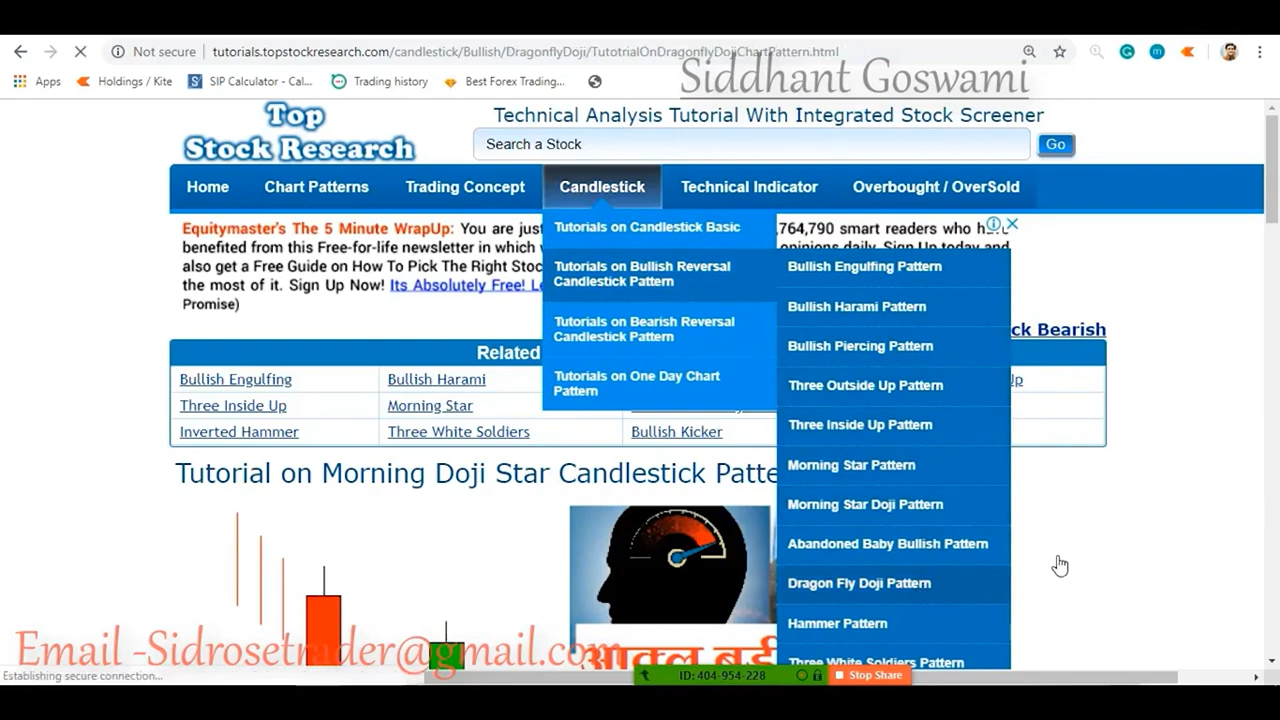 Not secure
tutorials.topstockresearch.com/candlestick/Bullish/DragonflyDoji/TutotrialOnDragonflyDojiChartPattern.html
Apps
Holdings / Kite
SIP Calculator - Cal...
Trading history
Best Forex Trading...
Siddhant Goswami
Top
Stock Research
Technical Analysis Tutorial With Integrated Stock Screener
Search a Stock
Go
Home
Chart Patterns
Trading Concept
Candlestick
Technical Indicator
Overbought / OverSold
Equitymaster's The 5 Minute WrapUp: You are jus
,764,790 smart readers who
benefited from this Free-for-life newsletter in which
opinions daily. Sign Up today and
also get a Free Guide on How To Pick The Right Stoc
the most of it. Sign Up Now! Its Absolutely Free! L
Promise)
Tutorials on Candlestick Basic
Tutorials on Bullish Reversal
Candlestick Pattern
Tutorials on Bearish Reversal
Candlestick Pattern
Tutorials on One Day Chart
Pattern
Bullish Engulfing Pattern
Bullish Harami Pattern
Bullish Piercing Pattern
Three Outside Up Pattern
Three Inside Up Pattern
Morning Star Pattern
Morning Star Doji Pattern
Abandoned Baby Bullish Pattern
Dragon Fly Doji Pattern
Hammer Pattern
Three White Soldiers Pattern
ck Bearish
Related
Bullish Engulfing
Bullish Harami
Up
Three Inside Up
Morning Star
Inverted Hammer
Three White Soldiers
Bullish Kicker
Tutorial on Morning Doji Star Candlestick Patte
Email -Sidrosetrader@gmail.com
Establishing secure connection...
ID: 404-954-228
Stop Share